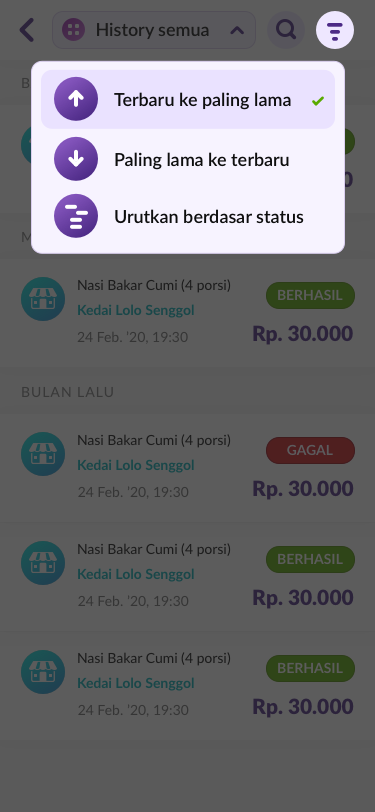 History semua
Terbaru ke paling lama
Paling lama ke terbaru
Urutkan berdasar status
Nasi Bakar Cumi (4 porsi)
Kedai Lolo Senggol
24 Feb. '20, 19:30
BERHASIL
Rp. 30.000
BULAN LALU
Nasi Bakar Cumi (4 porsi)
Kedai Lolo Senggol
24 Feb. '20, 19:30
GAGAL
Rp. 30.000
Nasi Bakar Cumi (4 porsi)
Kedai Lolo Senggol
24 Feb. '20, 19:30
BERHASIL
Rp. 30.000
Nasi Bakar Cumi (4 porsi)
Kedai Lolo Senggol
24 Feb. '20, 19:30
BERHASIL
Rp. 30.000